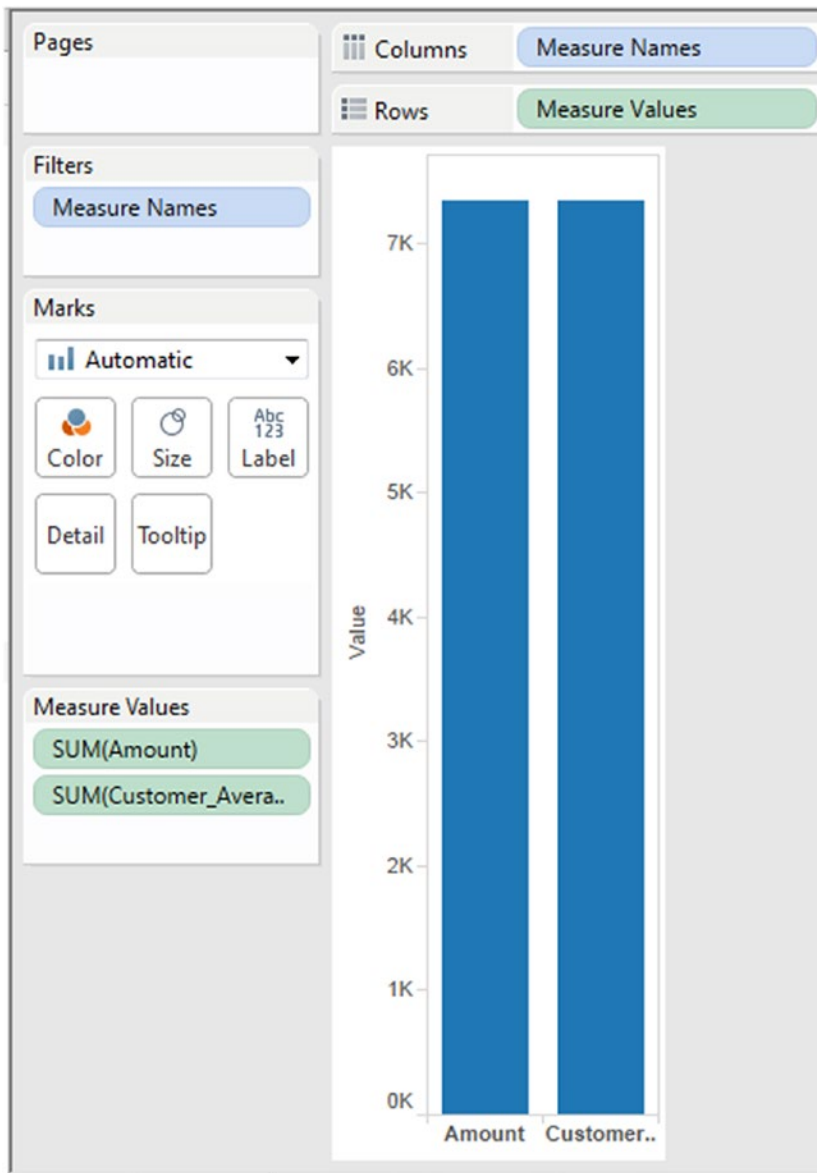 Pages
Columns
Measure Names
Rows
Measure Values
Filters
Measure Names
Marks
Automatic
Color
Size
Abc
123
Label
Detail
Tooltip
Measure Values
SUM(Amount)
SUM(Customer_Avera..
Value
7K
6K
5K
4K
3K
2K
1K
0K
Amount
Customer..